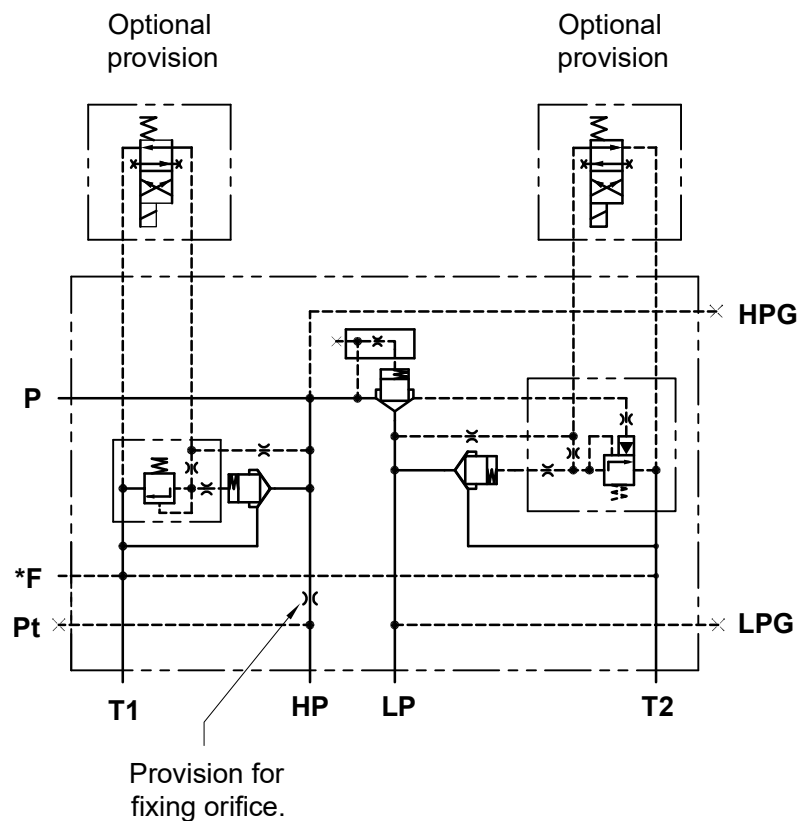 Optional
provision
Optional
provision
HPG
P
*F
Pt
LPG
T1
HP
LP
T2
Provision for
fixing orifice.